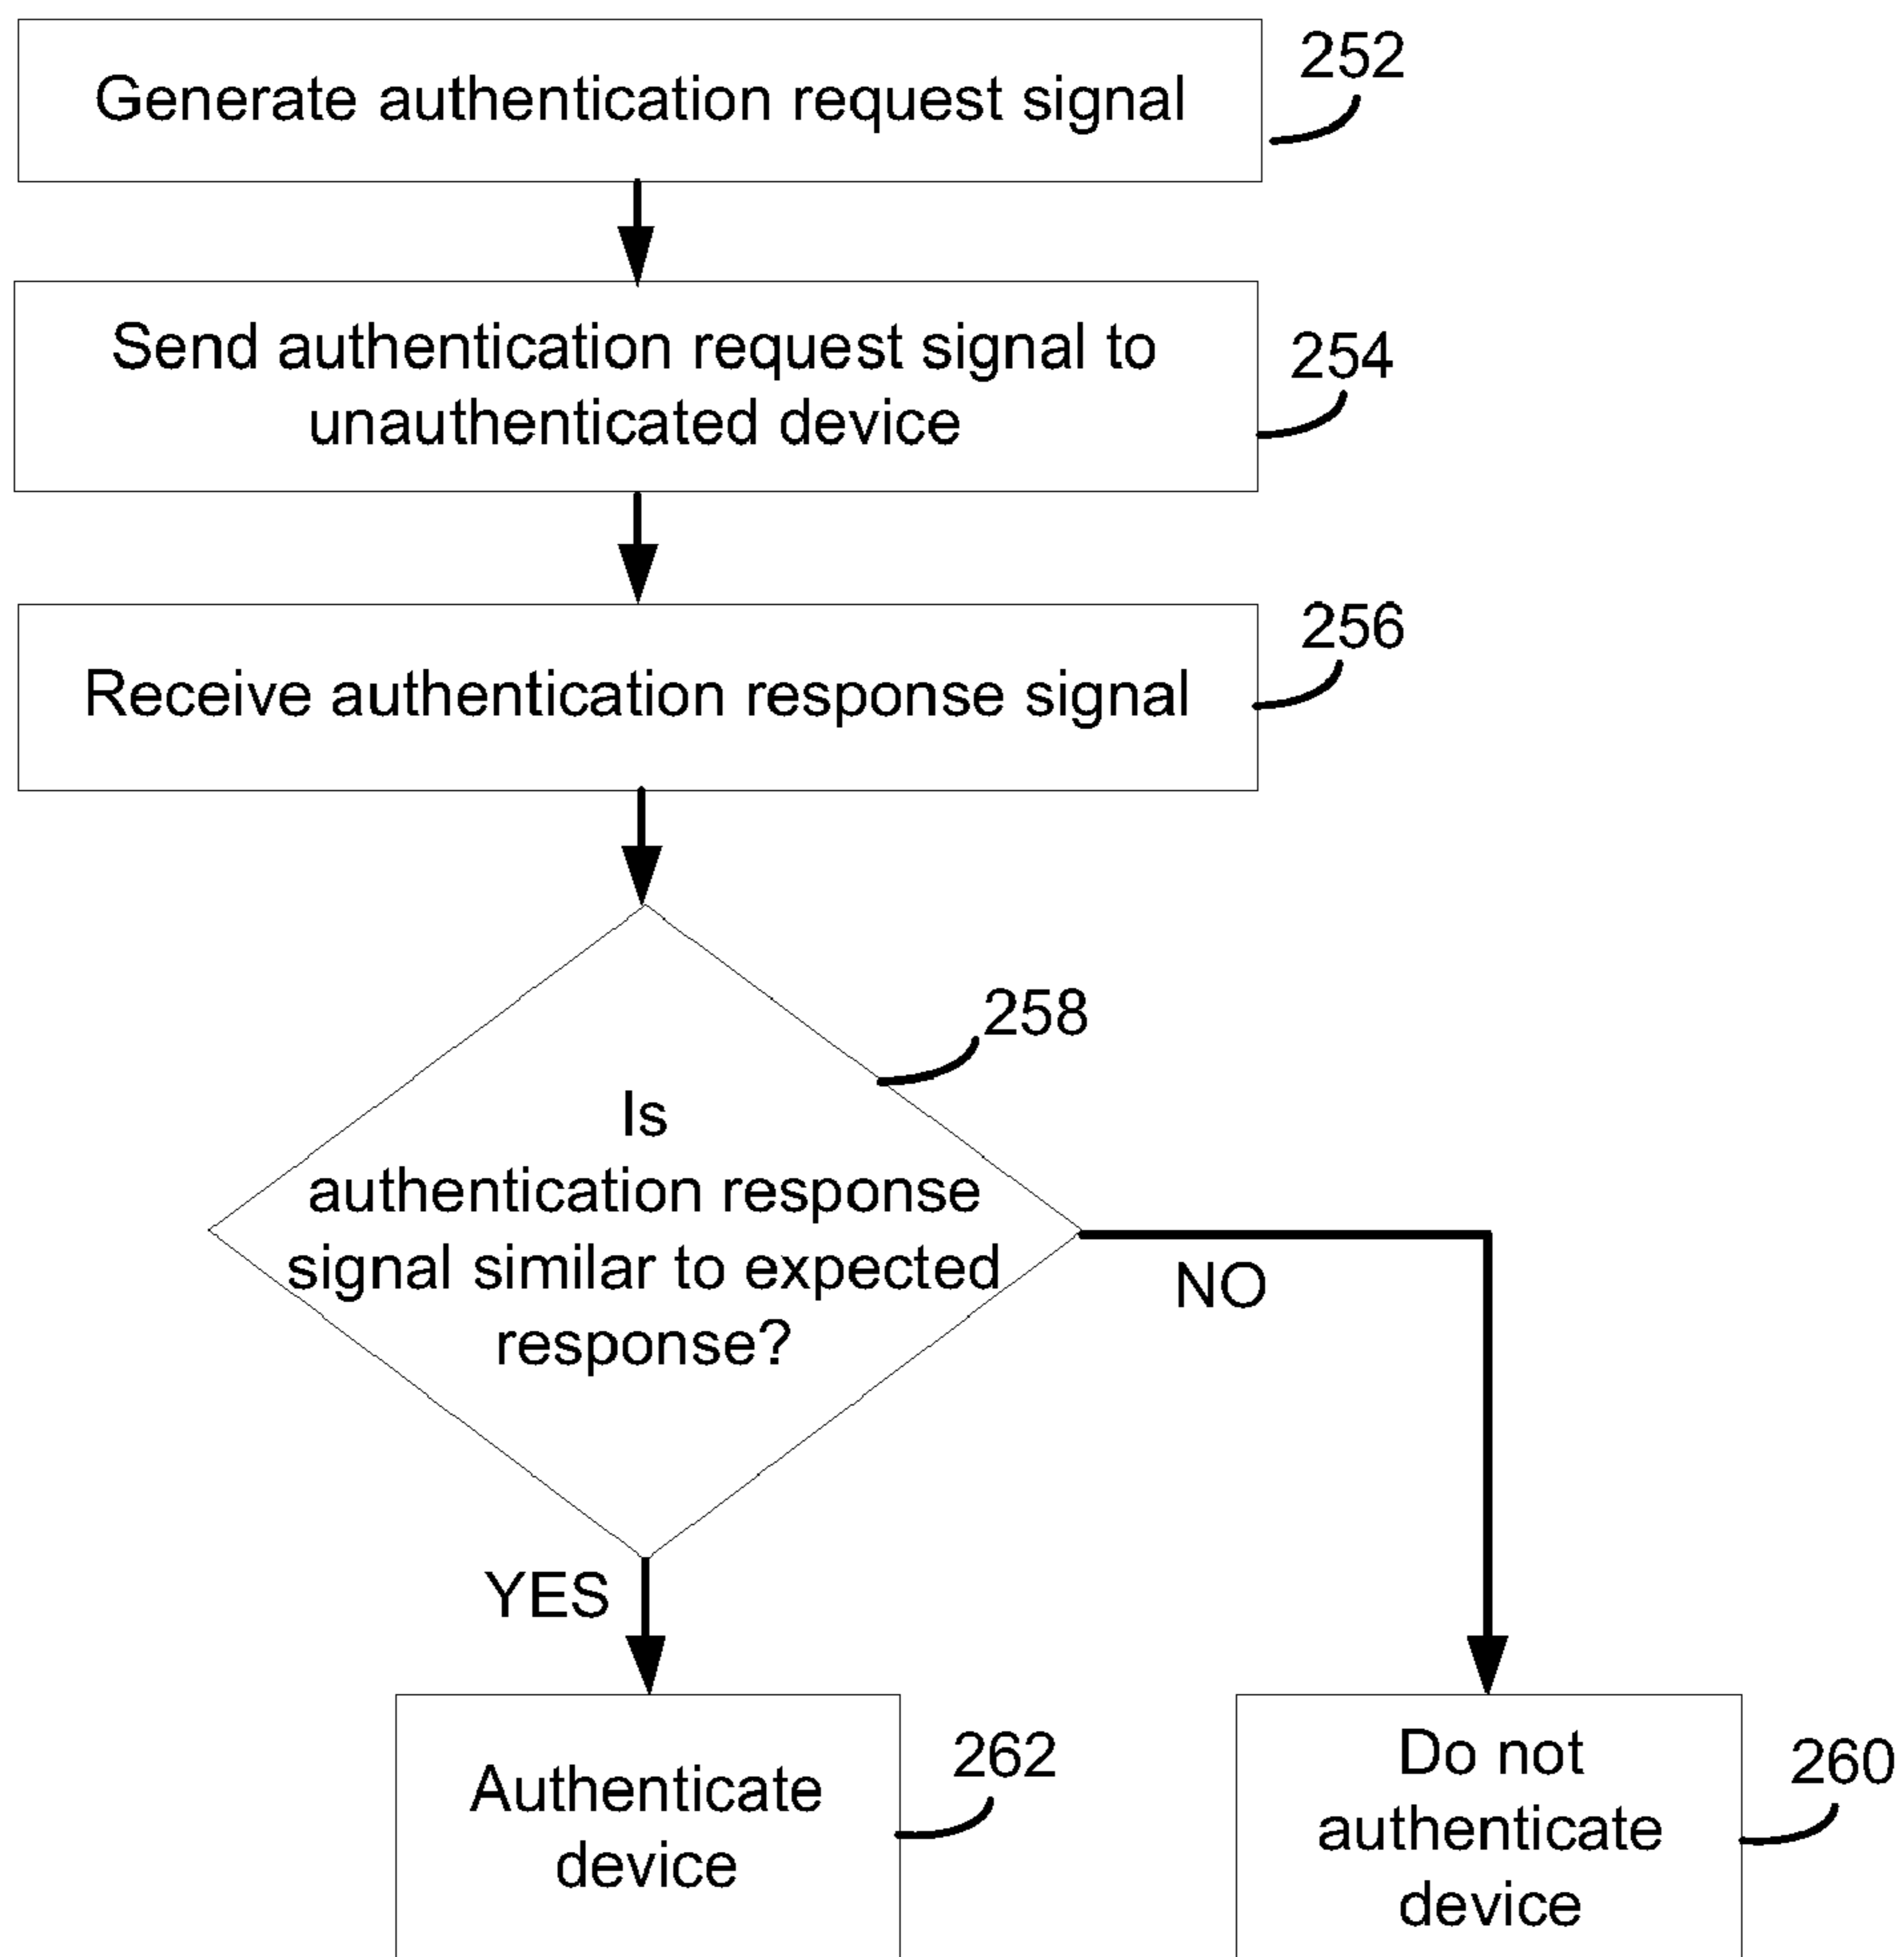 Generate authentication request signal
252
Send authentication request signal to
unauthenticated device
254
Receive authentication response signal
256
258
Is
authentication response
signal similar to expected
response?
NO
YES
Authenticate
device
262
Do not
authenticate
device
260